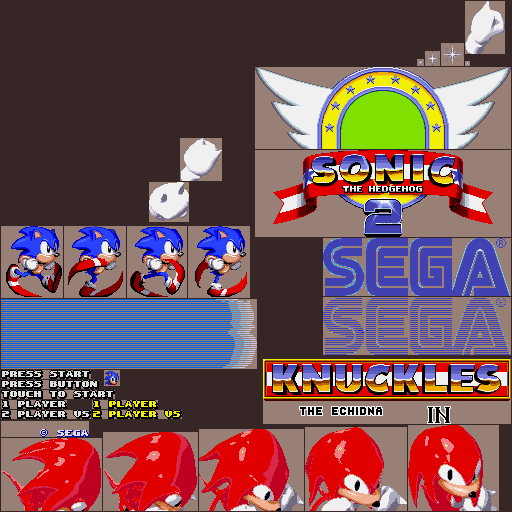 SONIC
THE HEDGEHOG
2
SEGA®
SEGA®
KNUCKLES
THE ECHIDNA
IN
PRESS START
PRESS BUTTON
TOUCH TO START
1 PLAYER 1 PLAYER
2 PLAYER VS 2 PLAYER VS
© SEGA